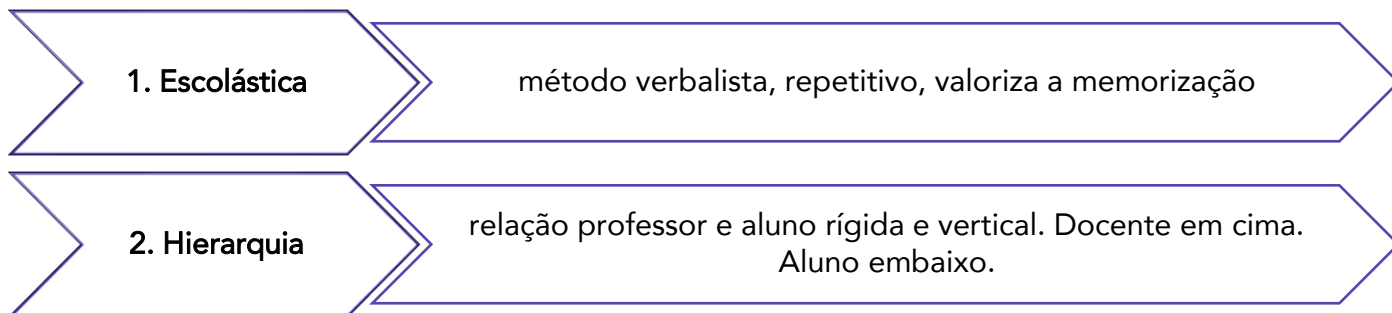 1. Escolástica
método verbalista, repetitivo, valoriza a memorização
2. Hierarquia
relação professor e aluno rígida e vertical. Docente em cima.
Aluno embaixo.